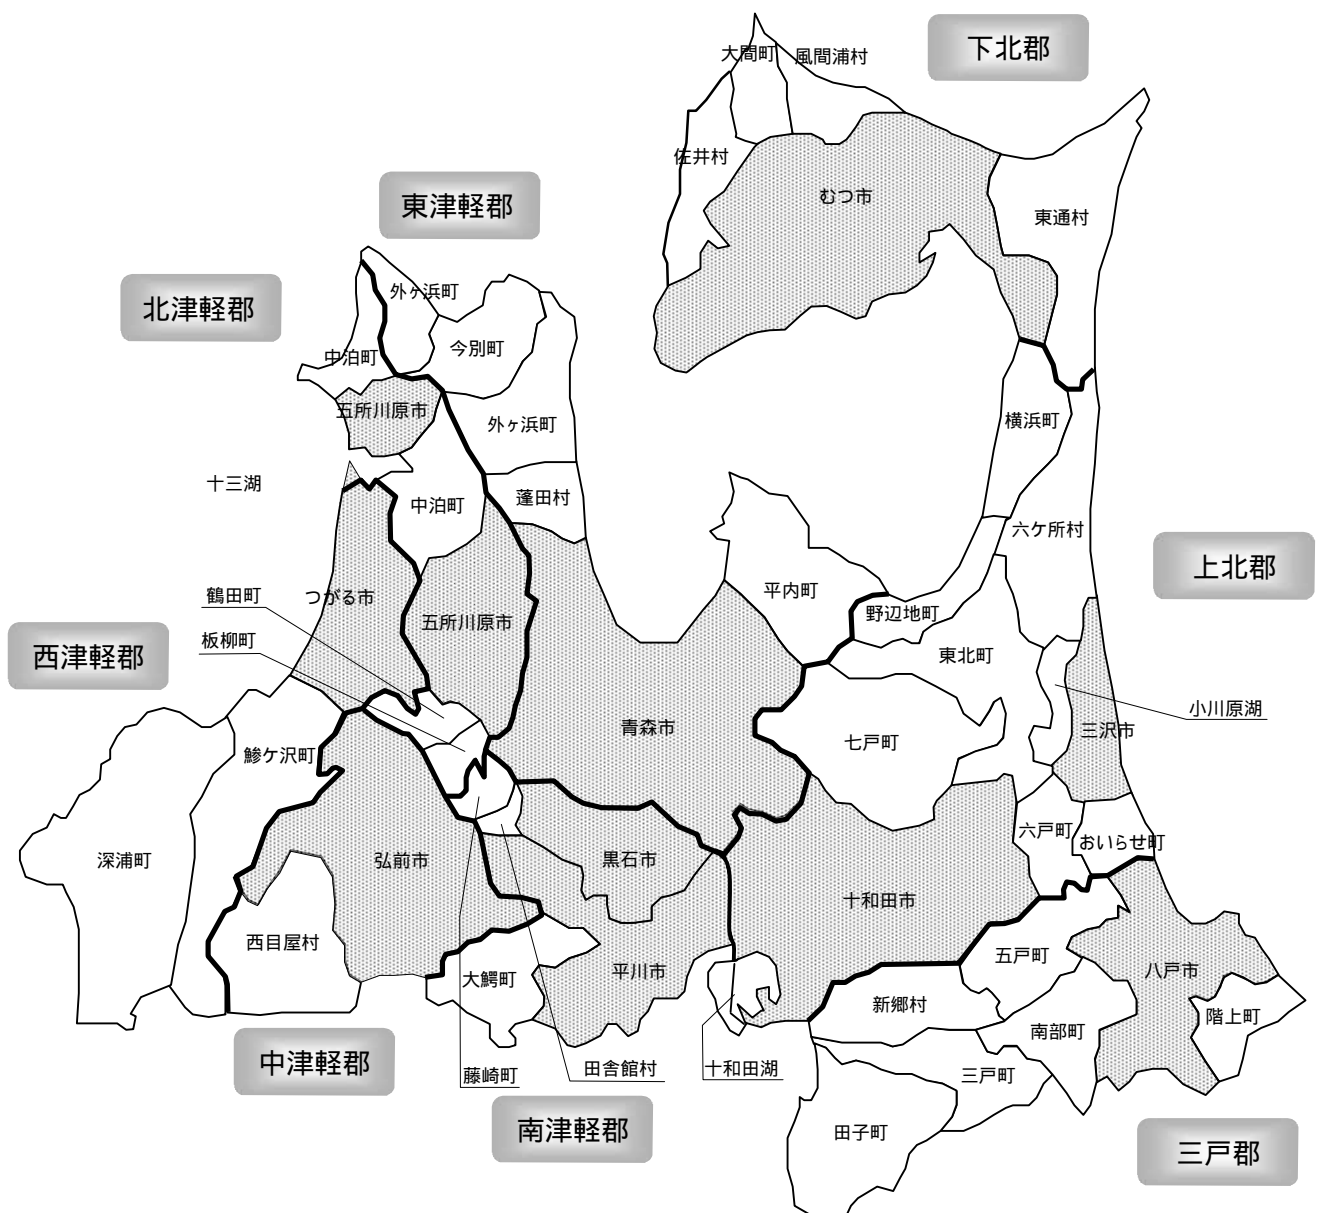 下北郡
大間町
風間浦村
佐井村
むつ市
東通村
東津軽郡
北津軽郡
外ヶ浜町
中泊町
今別町
五所川原市
外ヶ浜町
横浜町
十三湖
中泊町
蓬田村
六ケ所村
上北郡
鶴田町
つがる市
平内町
野辺地町
五所川原市
板柳町
西津軽郡
東北町
小川原湖
青森市
三沢市
七戸町
鰺ケ沢町
六戸町
おいらせ町
深浦町
弘前市
黒石市
十和田市
西目屋村
五戸町
大鰐町
平川市
八戸市
新郷村
階上町
南部町
中津軽郡
藤崎町
田舎館村
十和田湖
三戸町
南津軽郡
田子町
三戸郡